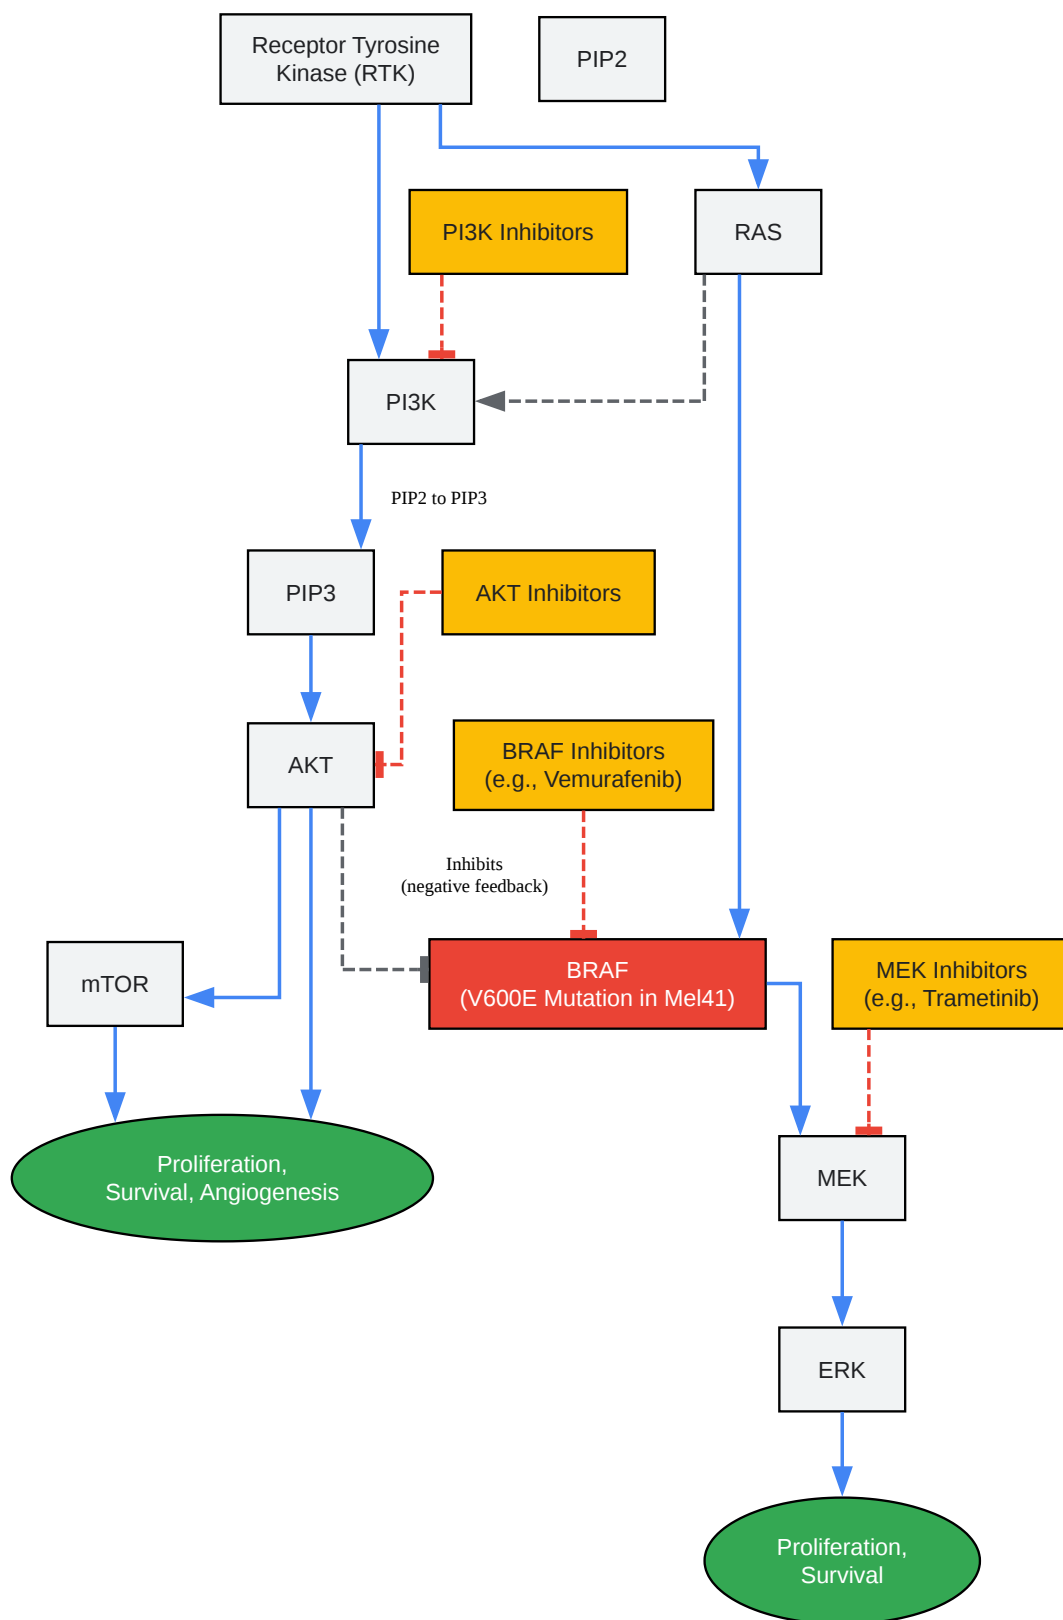 Receptor Tyrosine
Kinase (RTK)
PIP2
PI3K Inhibitors
RAS
PI3K
PIP2 to PIP3
PIP3
AKT Inhibitors
AKT
BRAF Inhibitors
(e.g., Vemurafenib)
Inhibits
(negative feedback)
mTOR
BRAF
(V600E Mutation in Mel41)
MEK Inhibitors
(e.g., Trametinib)
Proliferation,
Survival, Angiogenesis
MEK
ERK
Proliferation,
Survival